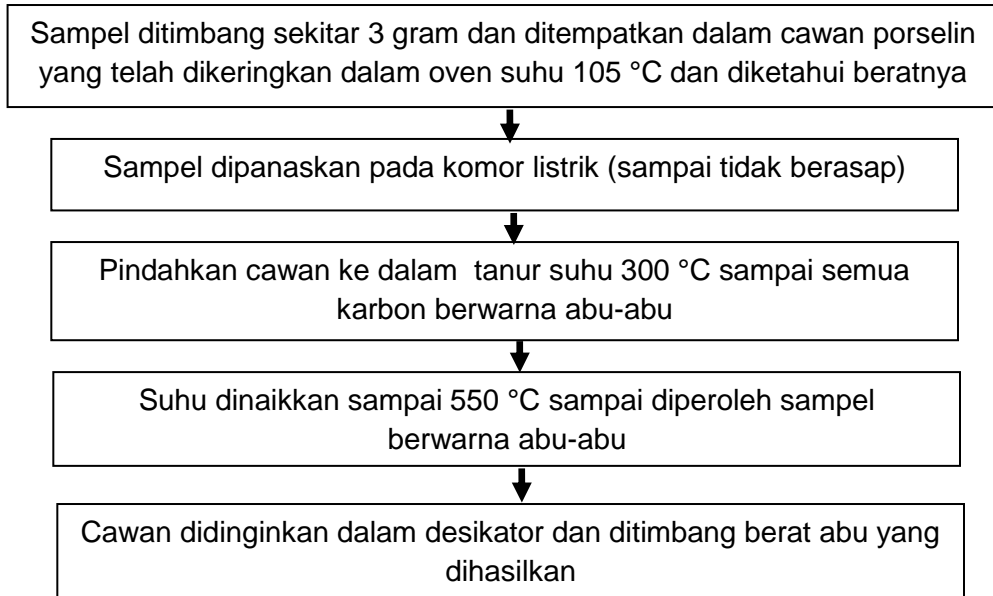 Sampel ditimbang sekitar 3 gram dan ditempatkan dalam cawan porselin
yang telah dikeringkan dalam oven suhu 105 °C dan diketahui beratnya
Sampel dipanaskan pada komor listrik (sampai tidak berasap)
Pindahkan cawan ke dalam tanur suhu 300 °C sampai semua
karbon berwarna abu-abu
Suhu dinaikkan sampai 550 °C sampai diperoleh sampel
berwarna abu-abu
Cawan didinginkan dalam desikator dan ditimbang berat abu yang
dihasilkan